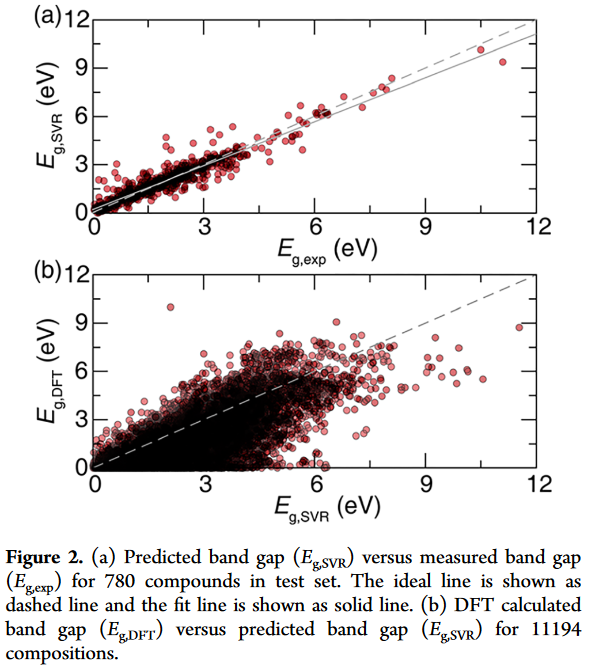 (a)
12
9
6
3
0
E_g,SVR (eV)
0 3 6 9 12
E_g,exp (eV)
(b)
12
9
6
3
0
E_g,DFT (eV)
0 3 6 9 12
E_g,SVR (eV)
Figure 2. (a) Predicted band gap (E_g,SVR) versus measured band gap
(E_g,exp) for 780 compounds in test set. The ideal line is shown as
dashed line and the fit line is shown as solid line. (b) DFT calculated
band gap (E_g,DFT) versus predicted band gap (E_g,SVR) for 11194
compositions.